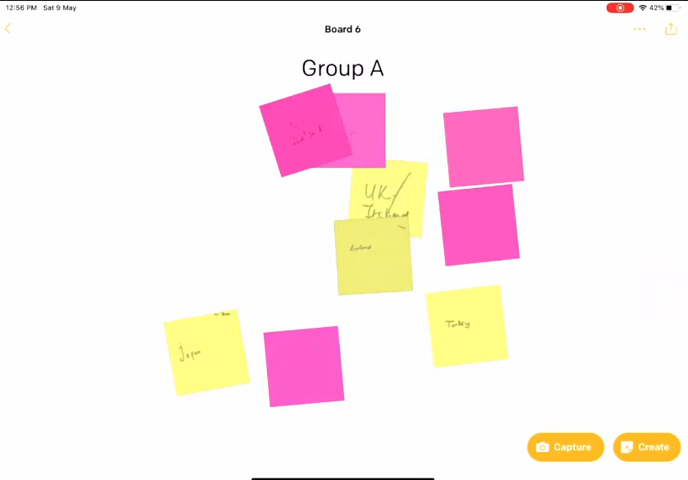 12:56 PM Sat 9 May
42%
Board 6
Group A
UK/
Ireland
Japan
Turkey
Capture
Create